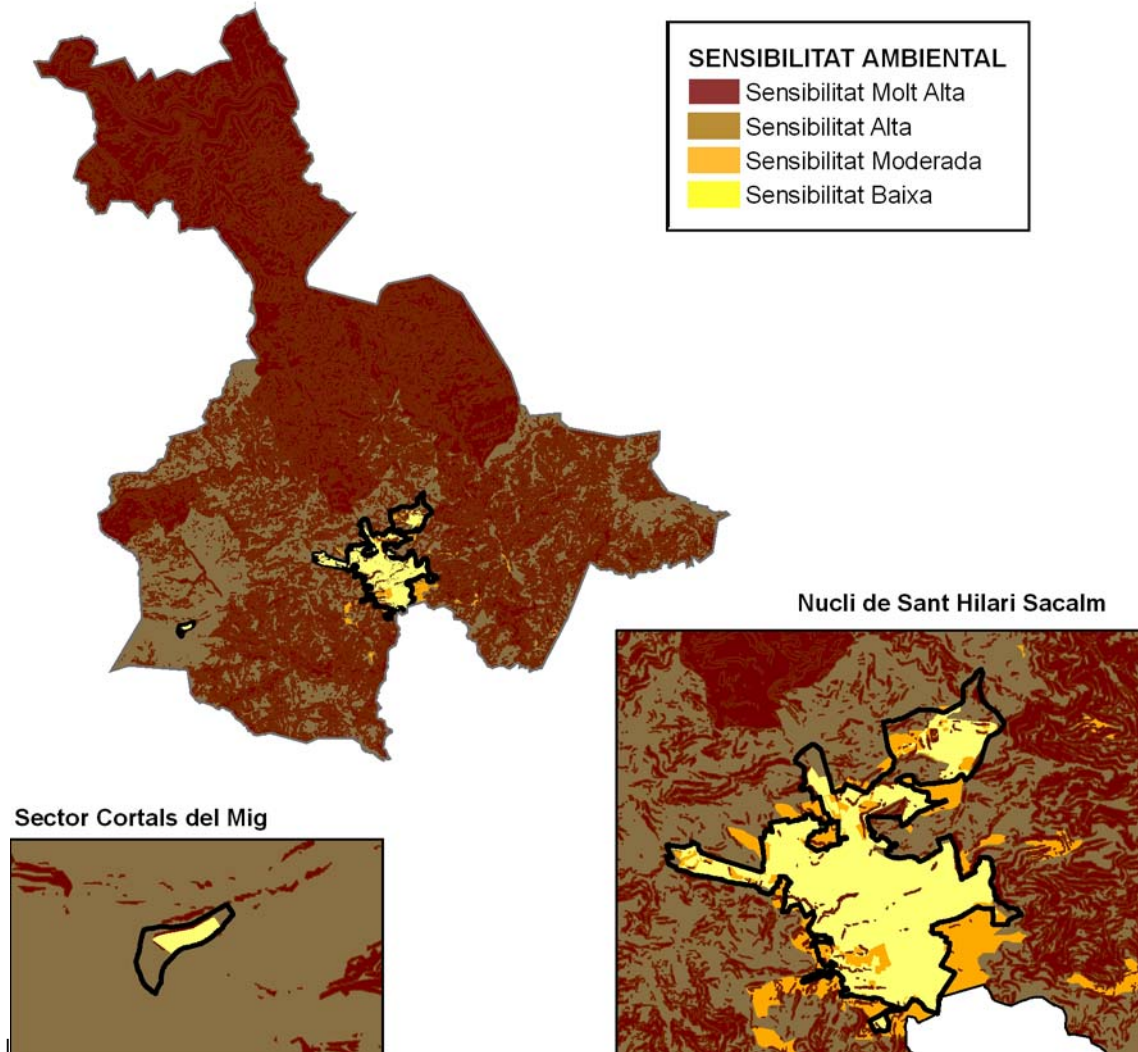 SENSIBILITAT AMBIENTAL
Sensibilitat Molt Alta
Sensibilitat Alta
Sensibilitat Moderada
Sensibilitat Baixa
Nucli de Sant Hilari Sacalm
Sector Cortals del Mig